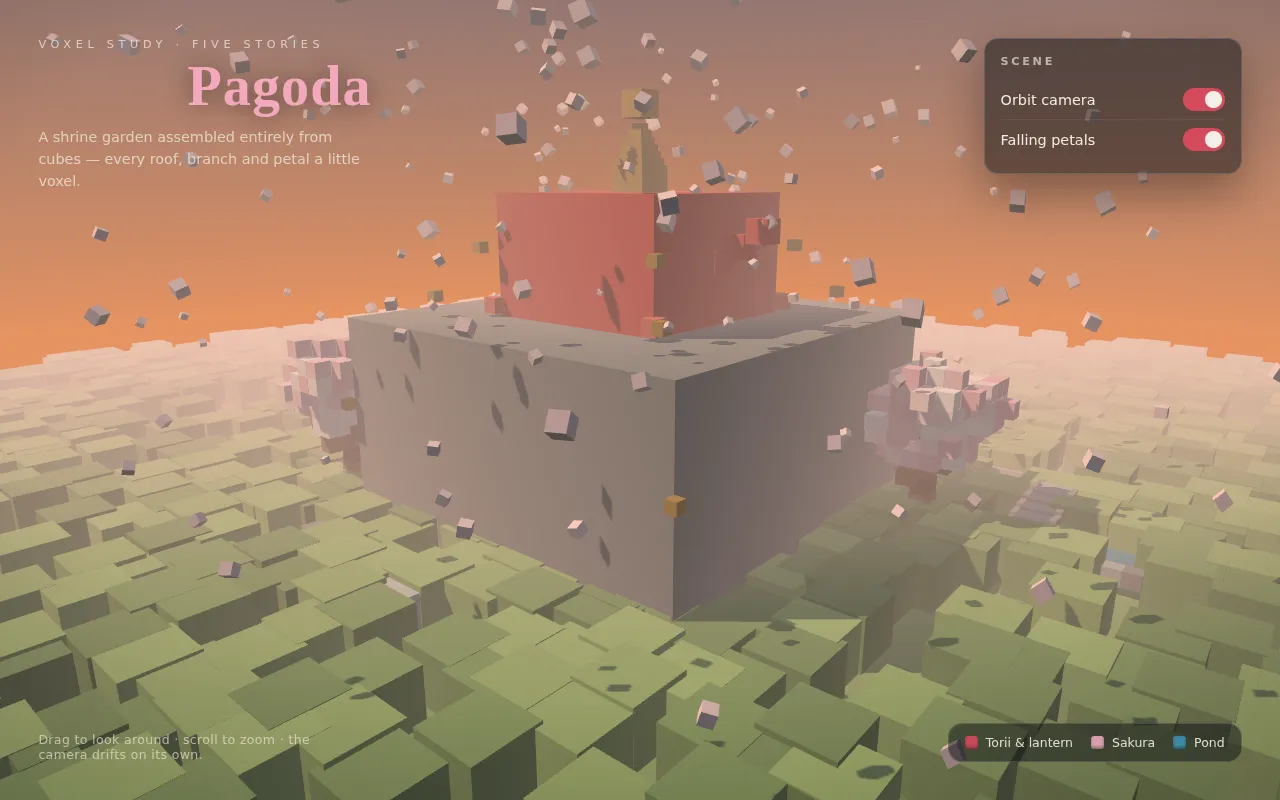 VOXEL STUDY · FIVE STORIES
Pagoda
A shrine garden assembled entirely from
cubes — every roof, branch and petal a little
voxel.
SCENE
Orbit camera
Falling petals
Drag to look around · scroll to zoom · the
camera drifts on its own.
Torii & lantern
Sakura
Pond